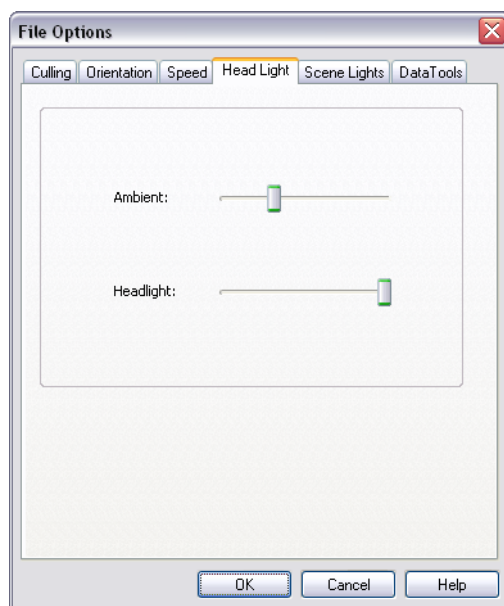 File Options
Culling Orientation Speed Head Light Scene Lights DataTools
Ambient:
Headlight:
OK Cancel Help